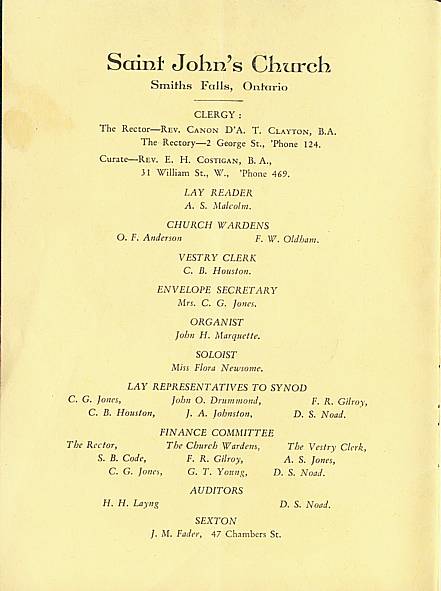 Saint John's Church
Smiths Falls, Ontario
CLERGY :
The Rector—REV. CANON D'A. T. CLAYTON, B.A.
The Rectory—2 George St., 'Phone 124.
Curate—REV. E. H. COSTIGAN, B. A.,
31 William St., W., 'Phone 469.
LAY READER
A. S. Malcolm.
CHURCH WARDENS
O. F. Anderson F. W. Oldham.
VESTRY CLERK
C. B. Houston.
ENVELOPE SECRETARY
Mrs. C. G. Jones.
ORGANIST
John H. Marquette.
SOLOIST
Miss Flora Newsome.
LAY REPRESENTATIVES TO SYNOD
C. G. Jones, John O. Drummond, F. R. Gilroy,
C. B. Houston, J. A. Johnston, D. S. Noad.
FINANCE COMMITTEE
The Rector, The Church Wardens, The Vestry Clerk,
S. B. Code, F. R. Gilroy, A. S. Jones,
C. G. Jones, G. T. Young, D. S. Noad.
AUDITORS
H. H. Layng D. S. Noad.
SEXTON
J. M. Fader, 47 Chambers St.